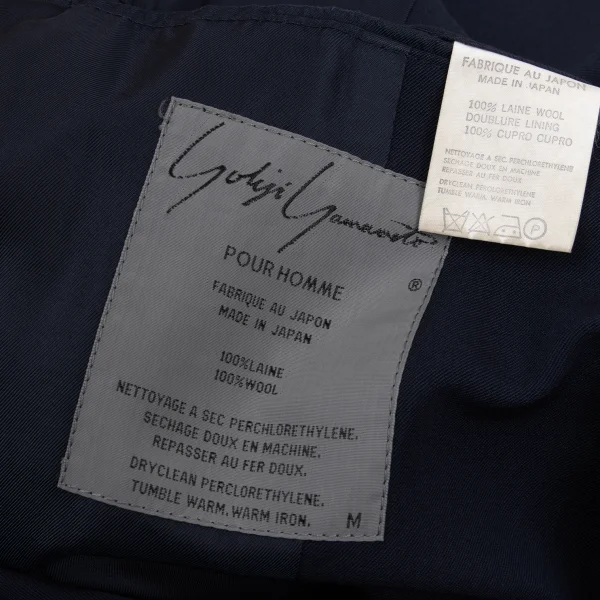 Yohji Yamamoto
POUR HOMME
®
FABRIQUE AU JAPON
MADE IN JAPAN
100%LAINE
100%WOOL
NETTOYAGE A SEC PERCHLORETHYLENE.
SECHAGE DOUX EN MACHINE.
REPASSER AU FER DOUX.
DRYCLEAN PERCLORETHYLENE.
TUMBLE WARM, WARM IRON.
M
FABRIQUE AU JAPON
MADE IN JAPAN
100% LAINE WOOL
DOUBLURE LINING
100% CUPRO CUPRO
NETTOYAGE A SEC PERCHLORETHYLENE
SECHAGE DOUX EN MACHINE
REPASSER AU FER DOUX.
DRYCLEAN PERCLORETHYLENE
TUMBLE WARM, WARM IRON